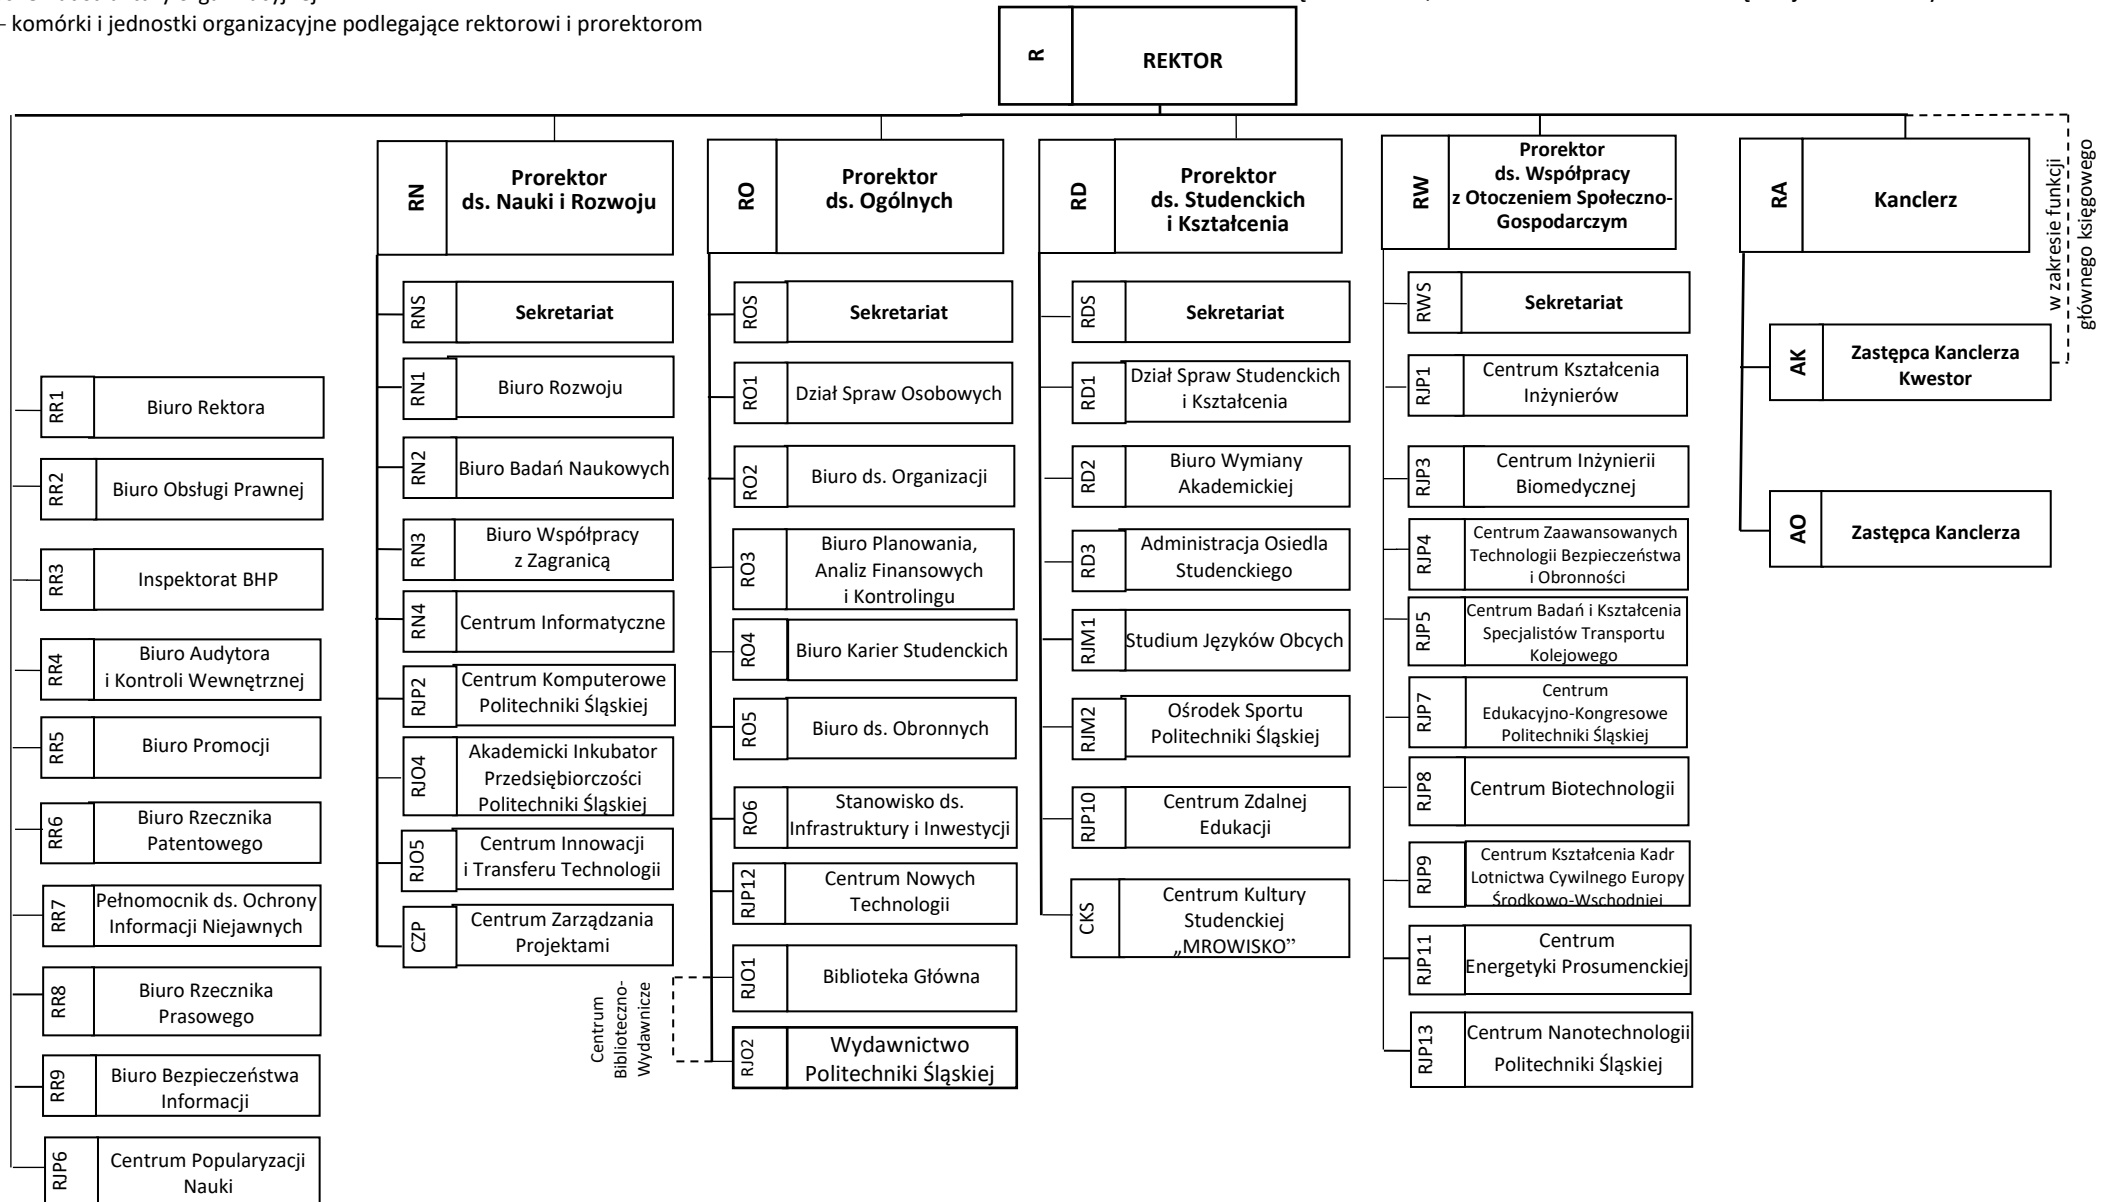 – komórki i jednostki organizacyjne podlegające rektorowi i prorektorom
R
REKTOR
RN
Prorektor
ds. Nauki i Rozwoju
RO
Prorektor
ds. Ogólnych
RD
Prorektor
ds. Studenckich
i Kształcenia
RW
Prorektor
ds. Współpracy
z Otoczeniem Społeczno-
Gospodarczym
RA
Kanclerz
w zakresie funkcji
głównego księgowego
RR1
Biuro Rektora
RR2
Biuro Obsługi Prawnej
RR3
Inspektorat BHP
RR4
Biuro Audytora
i Kontroli Wewnętrznej
RR5
Biuro Promocji
RR6
Biuro Rzecznika
Patentowego
RR7
Pełnomocnik ds. Ochrony
Informacji Niejawnych
RR8
Biuro Rzecznika
Prasowego
RR9
Biuro Bezpieczeństwa
Informacji
RJP6
Centrum Popularyzacji
Nauki
RNS
Sekretariat
RN1
Biuro Rozwoju
RN2
Biuro Badań Naukowych
RN3
Biuro Współpracy
z Zagranicą
RN4
Centrum Informatyczne
RJP2
Centrum Komputerowe
Politechniki Śląskiej
RJO4
Akademicki Inkubator
Przedsiębiorczości
Politechniki Śląskiej
RJO5
Centrum Innowacji
i Transferu Technologii
CZP
Centrum Zarządzania
Projektami
ROS
Sekretariat
RO1
Dział Spraw Osobowych
RO2
Biuro ds. Organizacji
RO3
Biuro Planowania,
Analiz Finansowych
i Kontrolingu
RO4
Biuro Karier Studenckich
RO5
Biuro ds. Obronnych
RO6
Stanowisko ds.
Infrastruktury i Inwestycji
RJP12
Centrum Nowych
Technologii
Centrum
Biblioteczno-
Wydawnicze
RJO1
Biblioteka Główna
RJO2
Wydawnictwo
Politechniki Śląskiej
RDS
Sekretariat
RD1
Dział Spraw Studenckich
i Kształcenia
RD2
Biuro Wymiany
Akademickiej
RD3
Administracja Osiedla
Studenckiego
RJM1
Studium Języków Obcych
RJM2
Ośrodek Sportu
Politechniki Śląskiej
RJP10
Centrum Zdalnej
Edukacji
CKS
Centrum Kultury
Studenckiej
„MROWISKO”
RWS
Sekretariat
RJP1
Centrum Kształcenia
Inżynierów
RJP3
Centrum Inżynierii
Biomedycznej
RJP4
Centrum Zaawansowanych
Technologii Bezpieczeństwa
i Obronności
RJP5
Centrum Badań i Kształcenia
Specjalistów Transportu
Kolejowego
RJP7
Centrum
Edukacyjno-Kongresowe
Politechniki Śląskiej
RJP8
Centrum Biotechnologii
RJP9
Centrum Kształcenia Kadr
Lotnictwa Cywilnego Europy
Środkowo-Wschodniej
RJP11
Centrum
Energetyki Prosumenckiej
RJP13
Centrum Nanotechnologii
Politechniki Śląskiej
AK
Zastępca Kanclerza
Kwestor
AO
Zastępca Kanclerza